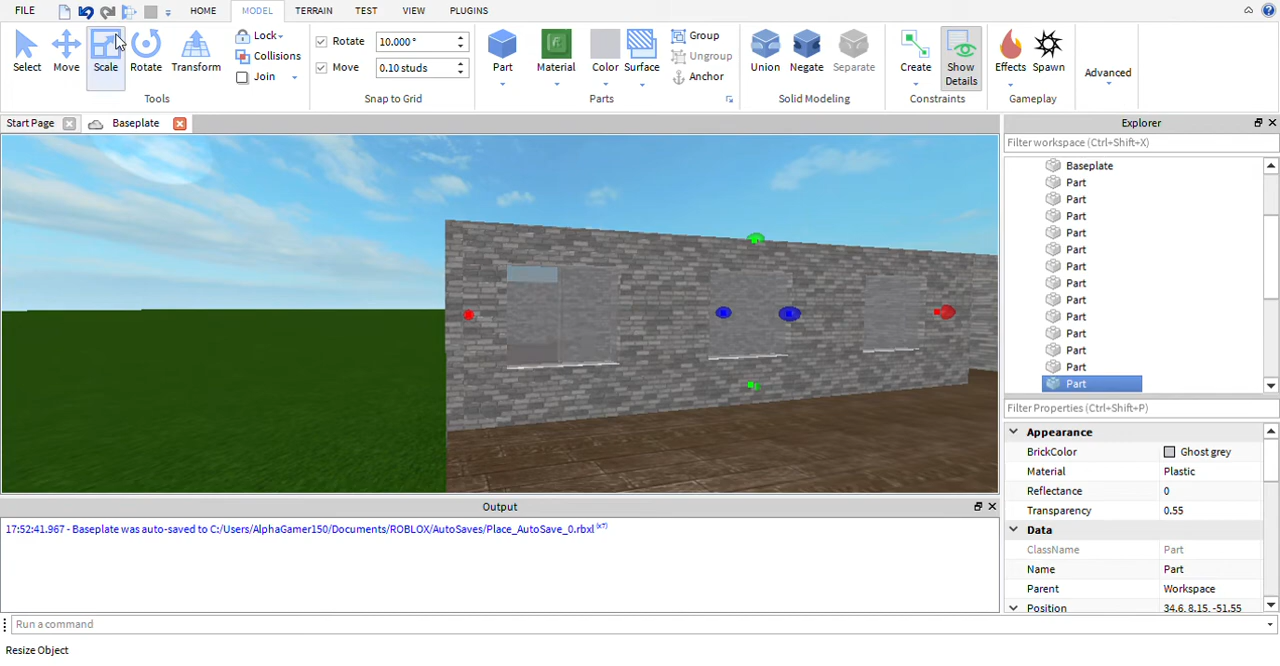 FILE HOME MODEL TERRAIN TEST VIEW PLUGINS
Select Move Scale Rotate Transform
Lock
Collisions
Join
Tools
Rotate 10.000 °
Move 0.10 studs
Snap to Grid
Part Material Color Surface
Group
Ungroup
Anchor
Parts
Union Negate Separate
Solid Modeling
Create Show Details
Constraints
Effects Spawn
Gameplay
Advanced
Start Page Baseplate
Explorer
Filter workspace (Ctrl+Shift+X)
Baseplate
Part
Part
Part
Part
Part
Part
Part
Part
Part
Part
Part
Part
Part
Filter Properties (Ctrl+Shift+P)
Appearance
BrickColor Ghost grey
Material Plastic
Reflectance 0
Transparency 0.55
Data
ClassName Part
Name Part
Parent Workspace
Position 34.6, 8.15, -51.55
Output
17:52:41.967 - Baseplate was auto-saved to C:/Users/AlphaGamer150/Documents/ROBLOX/AutoSaves/Place_AutoSave_0.rbxl (x7)
Run a command
Resize Object